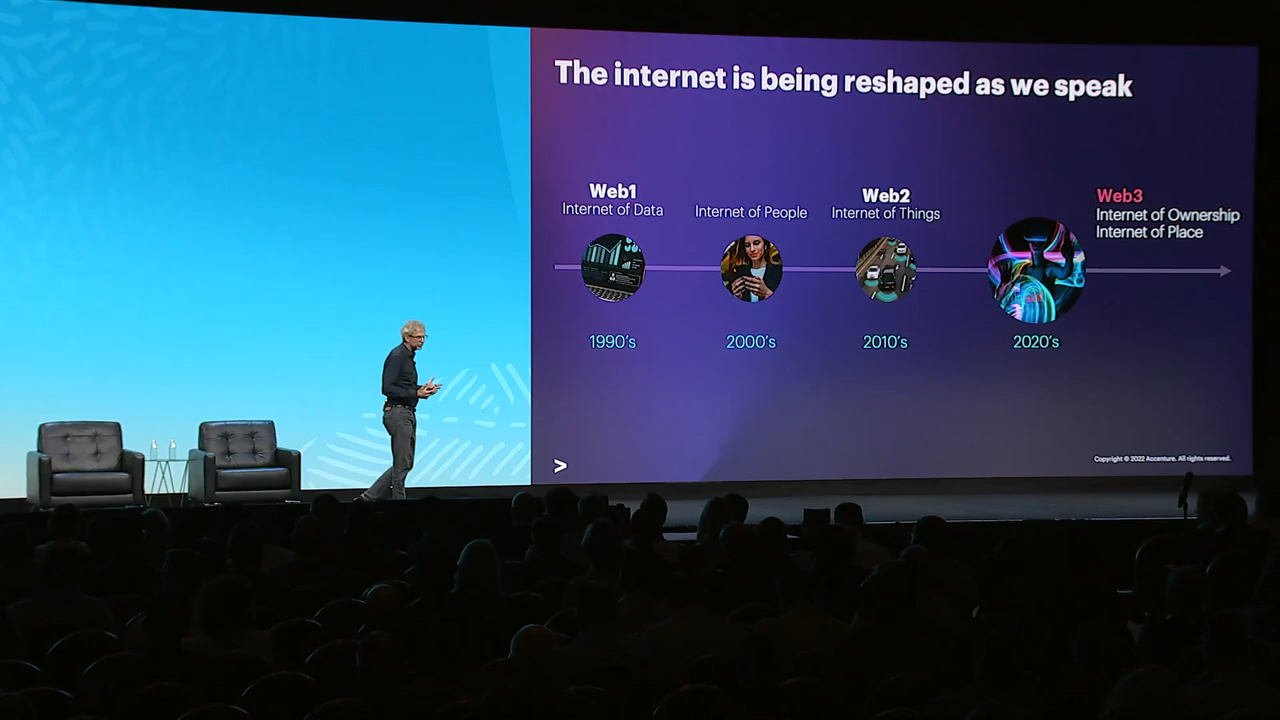 The internet is being reshaped as we speak
Web1
Internet of Data
Internet of People
Web2
Internet of Things
Web3
Internet of Ownership
Internet of Place
1990's
2000's
2010's
2020's
>
Copyright © 2022 Accenture. All rights reserved.